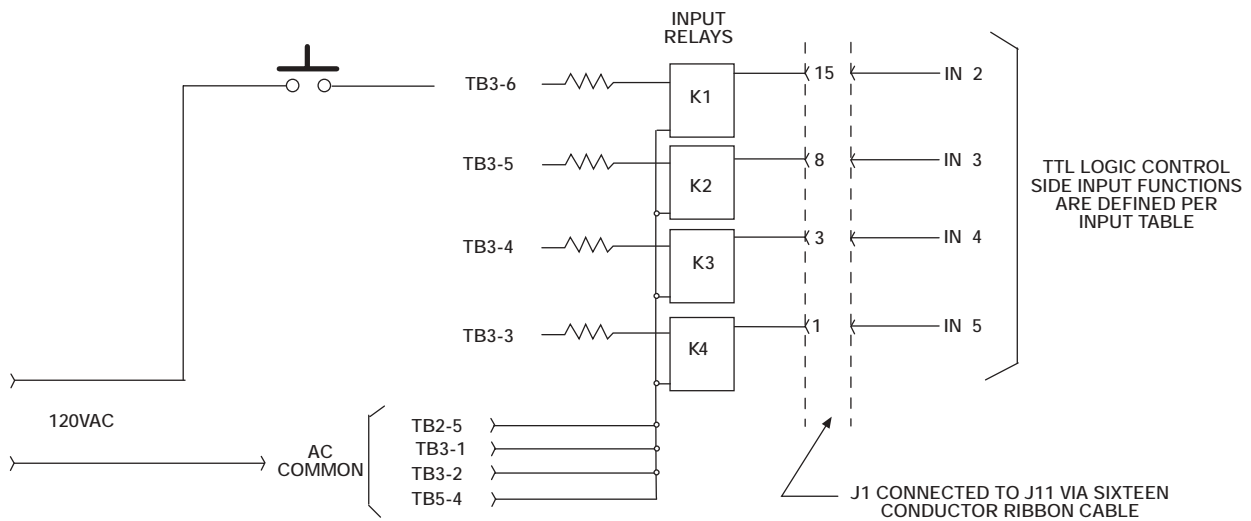 INPUT
RELAYS
TB3-6
K1
15
IN 2
TB3-5
K2
8
IN 3
TB3-4
K3
3
IN 4
TB3-3
K4
1
IN 5
TTL LOGIC CONTROL
SIDE INPUT FUNCTIONS
ARE DEFINED PER
INPUT TABLE
120VAC
AC
COMMON
TB2-5
TB3-1
TB3-2
TB5-4
J1 CONNECTED TO J11 VIA SIXTEEN
CONDUCTOR RIBBON CABLE